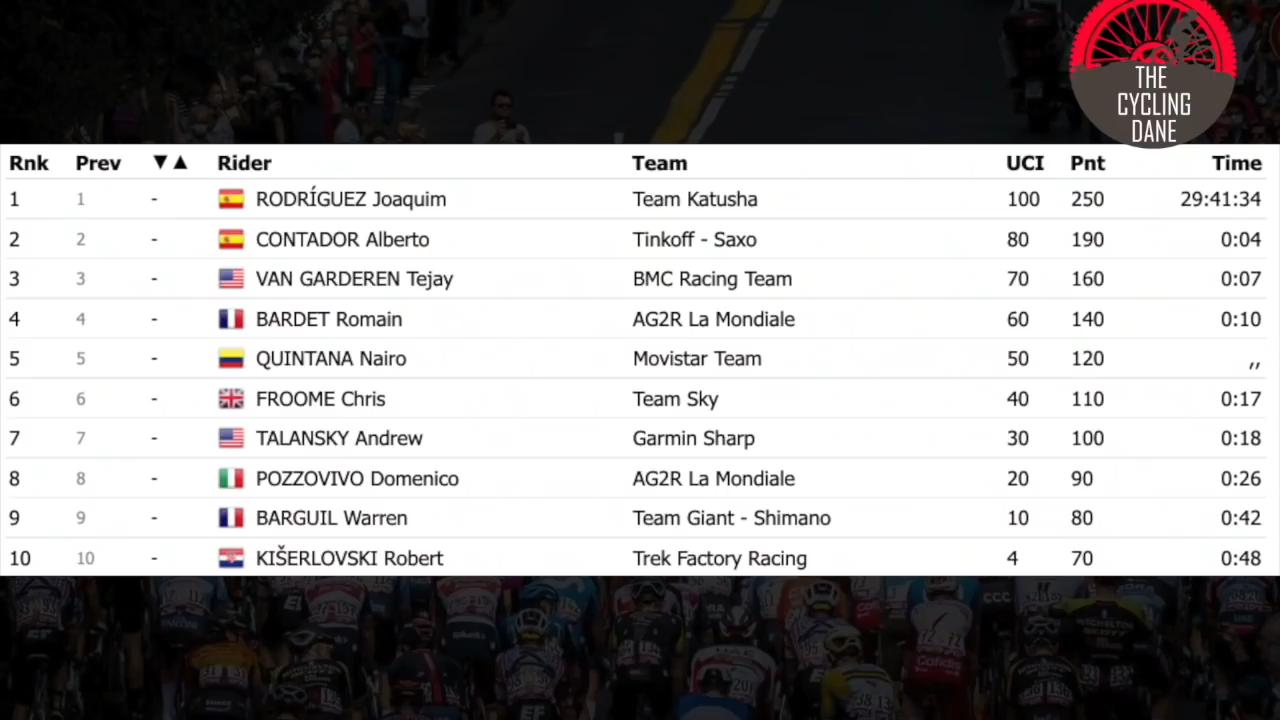 THE
CYCLING
DANE
Rnk Prev ▼▲ Rider Team UCI Pnt Time
1 1 - RODRÍGUEZ Joaquim Team Katusha 100 250 29:41:34
2 2 - CONTADOR Alberto Tinkoff - Saxo 80 190 0:04
3 3 - VAN GARDEREN Tejay BMC Racing Team 70 160 0:07
4 4 - BARDET Romain AG2R La Mondiale 60 140 0:10
5 5 - QUINTANA Nairo Movistar Team 50 120 ,,
6 6 - FROOME Chris Team Sky 40 110 0:17
7 7 - TALANSKY Andrew Garmin Sharp 30 100 0:18
8 8 - POZZOVIVO Domenico AG2R La Mondiale 20 90 0:26
9 9 - BARGUIL Warren Team Giant - Shimano 10 80 0:42
10 10 - KIŠERLOVSKI Robert Trek Factory Racing 4 70 0:48